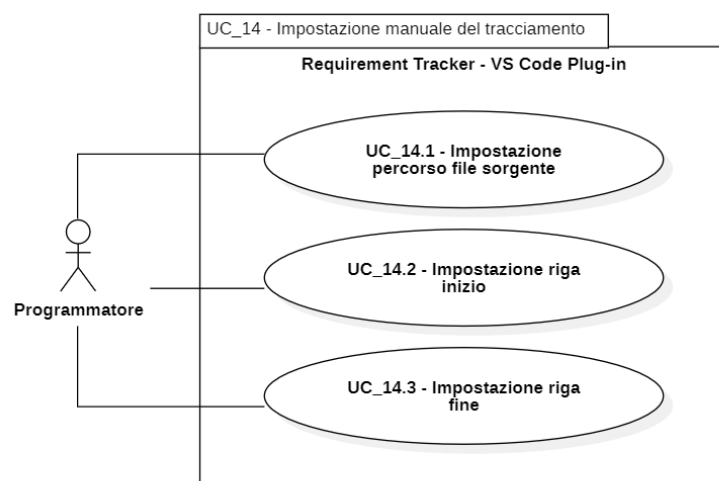 UC_14 - Impostazione manuale del tracciamento
Requirement Tracker - VS Code Plug-in
UC_14.1 - Impostazione
percorso file sorgente
UC_14.2 - Impostazione riga
inizio
Programmatore
UC_14.3 - Impostazione riga
fine